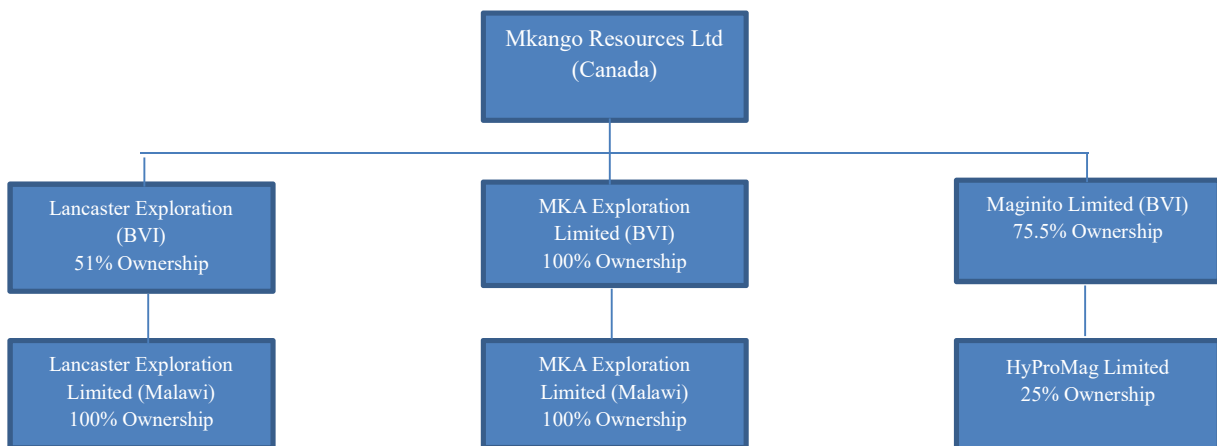 Mkango Resources Ltd
(Canada)
Lancaster Exploration
(BVI)
51% Ownership
MKA Exploration
Limited (BVI)
100% Ownership
Maginito Limited (BVI)
75.5% Ownership
Lancaster Exploration
Limited (Malawi)
100% Ownership
MKA Exploration
Limited (Malawi)
100% Ownership
HyProMag Limited
25% Ownership